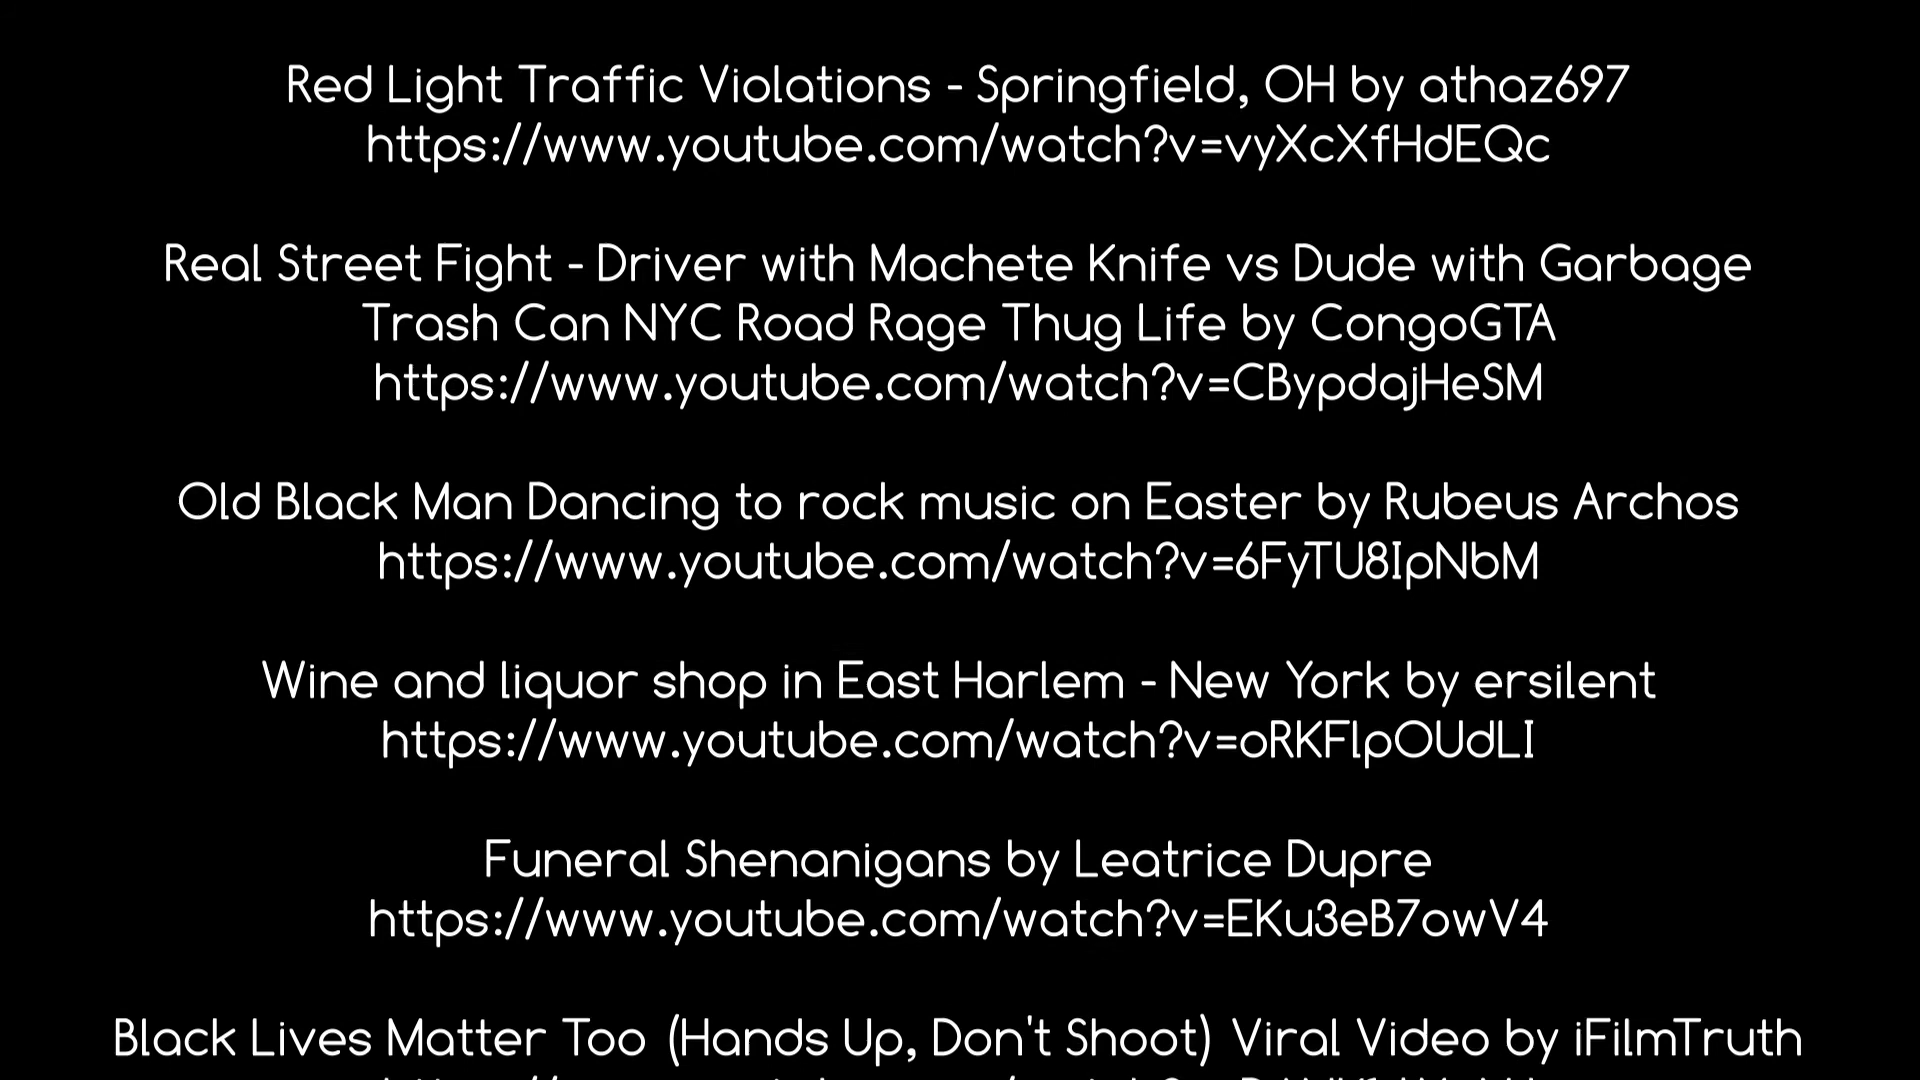 Red Light Traffic Violations - Springfield, OH by athaz697
https://www.youtube.com/watch?v=vyXcXfHdEQc
Real Street Fight - Driver with Machete Knife vs Dude with Garbage
Trash Can NYC Road Rage Thug Life by CongoGTA
https://www.youtube.com/watch?v=CBypdajHeSM
Old Black Man Dancing to rock music on Easter by Rubeus Archos
https://www.youtube.com/watch?v=6FyTU8IpNbM
Wine and liquor shop in East Harlem - New York by ersilent
https://www.youtube.com/watch?v=oRKFlpOUdLI
Funeral Shenanigans by Leatrice Dupre
https://www.youtube.com/watch?v=EKu3eB7owV4
Black Lives Matter Too (Hands Up, Don't Shoot) Viral Video by iFilmTruth